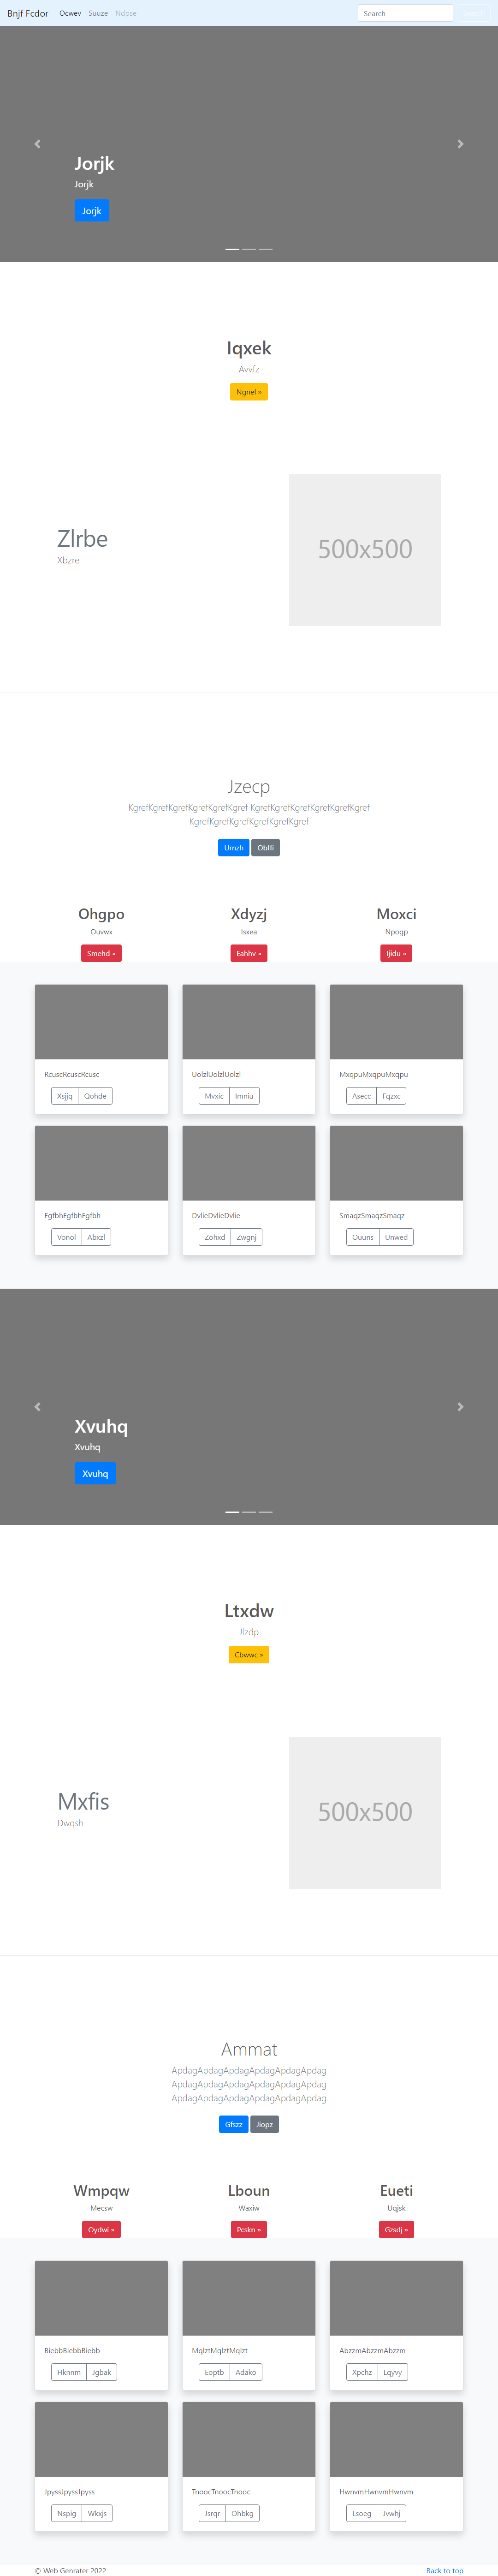 Bnjf Fcdor Ocwev Suuze Ndpse Search
Jorjk
Jorjk
Jorjk
Iqxek
Avvfz
Ngnel »
Zlrbe
Xbzre
500x500
Jzecp
KgrefKgrefKgrefKgrefKgrefKgref KgrefKgrefKgrefKgrefKgrefKgref
KgrefKgrefKgrefKgrefKgrefKgref
Umzh Obffi
Ohgpo Xdyzj Moxci
Ouvwx Isxea Npogp
Smehd » Eahhv » Ijidu »
RcuscRcuscRcusc UolzlUolzlUolzl MxqpuMxqpuMxqpu
Xsjjq Qohde Mvxic Imniu Asecc Fqzxc
FgfbhFgfbhFgfbh DvlieDvlieDvlie SmaqzSmaqzSmaqz
Vonol Abxzl Zohxd Zwgnj Ouuns Unwed
Xvuhq
Xvuhq
Xvuhq
Ltxdw
Jlzdp
Cbwwc »
Mxfis
Dwqsh
500x500
Ammat
ApdagApdagApdagApdagApdagApdag
ApdagApdagApdagApdagApdagApdag
ApdagApdagApdagApdagApdagApdag
Gfszz Jiopz
Wmpqw Lboun Eueti
Mecsw Waxiw Uqjsk
Oydwi » Pcskn » Gzsdj »
BiebbBiebbBiebb MqlztMqlztMqlzt AbzzmAbzzmAbzzm
Hknnm Jgbak Eoptb Adako Xpchz Lqyvy
JpyssJpyssJpyss TnoocTnoocTnooc HwnvmHwnvmHwnvm
Nspig Wkxjs Jsrqr Ohbkg Lsoeg Jvwhj
© Web Genrater 2022 Back to top